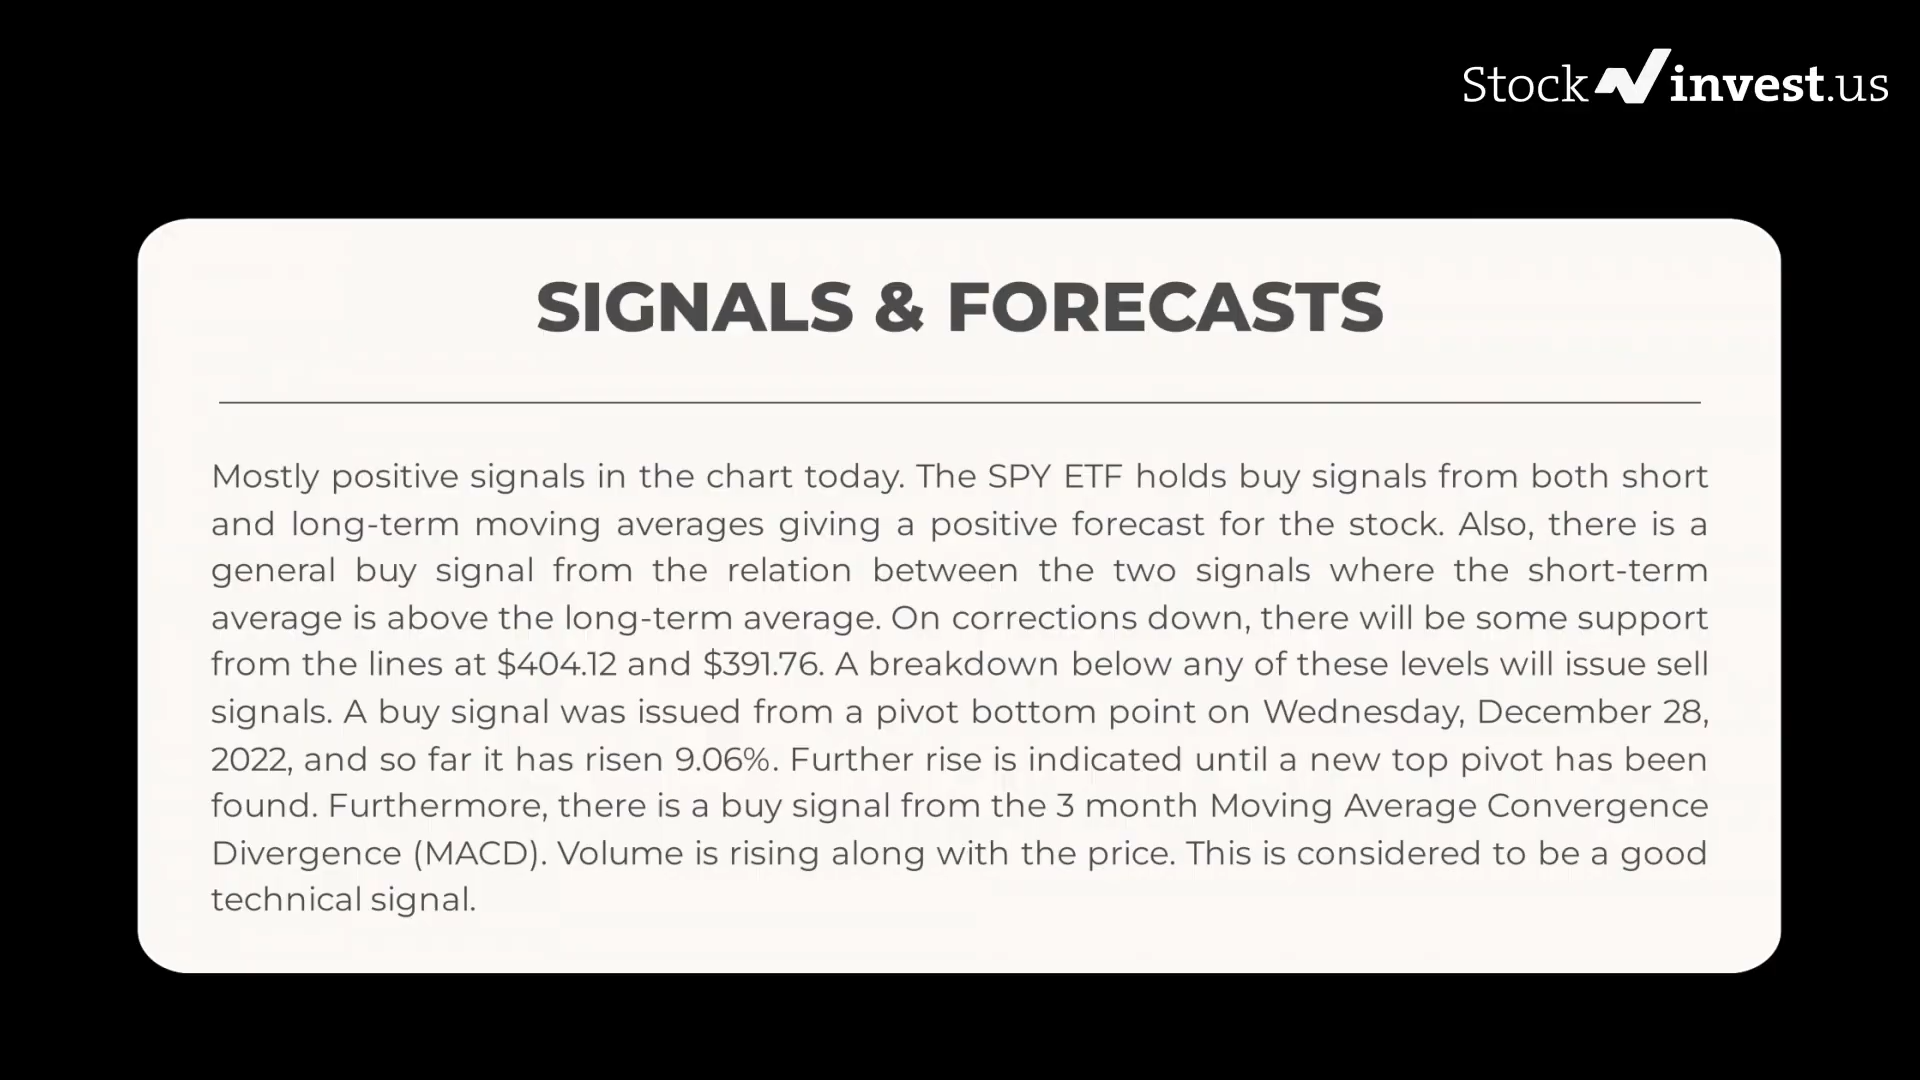 Stock invest.us
SIGNALS & FORECASTS
Mostly positive signals in the chart today. The SPY ETF holds buy signals from both short
and long-term moving averages giving a positive forecast for the stock. Also, there is a
general buy signal from the relation between the two signals where the short-term
average is above the long-term average. On corrections down, there will be some support
from the lines at $404.12 and $391.76. A breakdown below any of these levels will issue sell
signals. A buy signal was issued from a pivot bottom point on Wednesday, December 28,
2022, and so far it has risen 9.06%. Further rise is indicated until a new top pivot has been
found. Furthermore, there is a buy signal from the 3 month Moving Average Convergence
Divergence (MACD). Volume is rising along with the price. This is considered to be a good
technical signal.